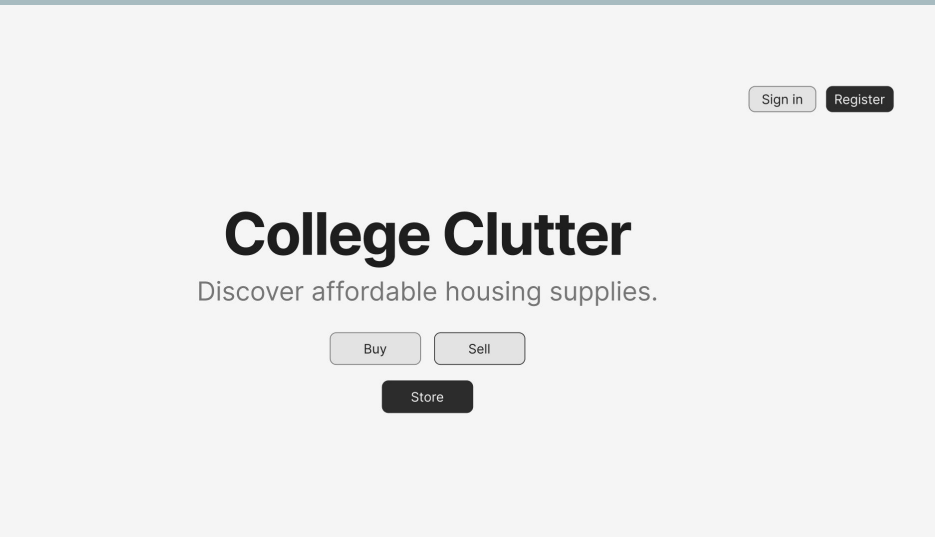 Sign in Register
College Clutter
Discover affordable housing supplies.
Buy Sell
Store